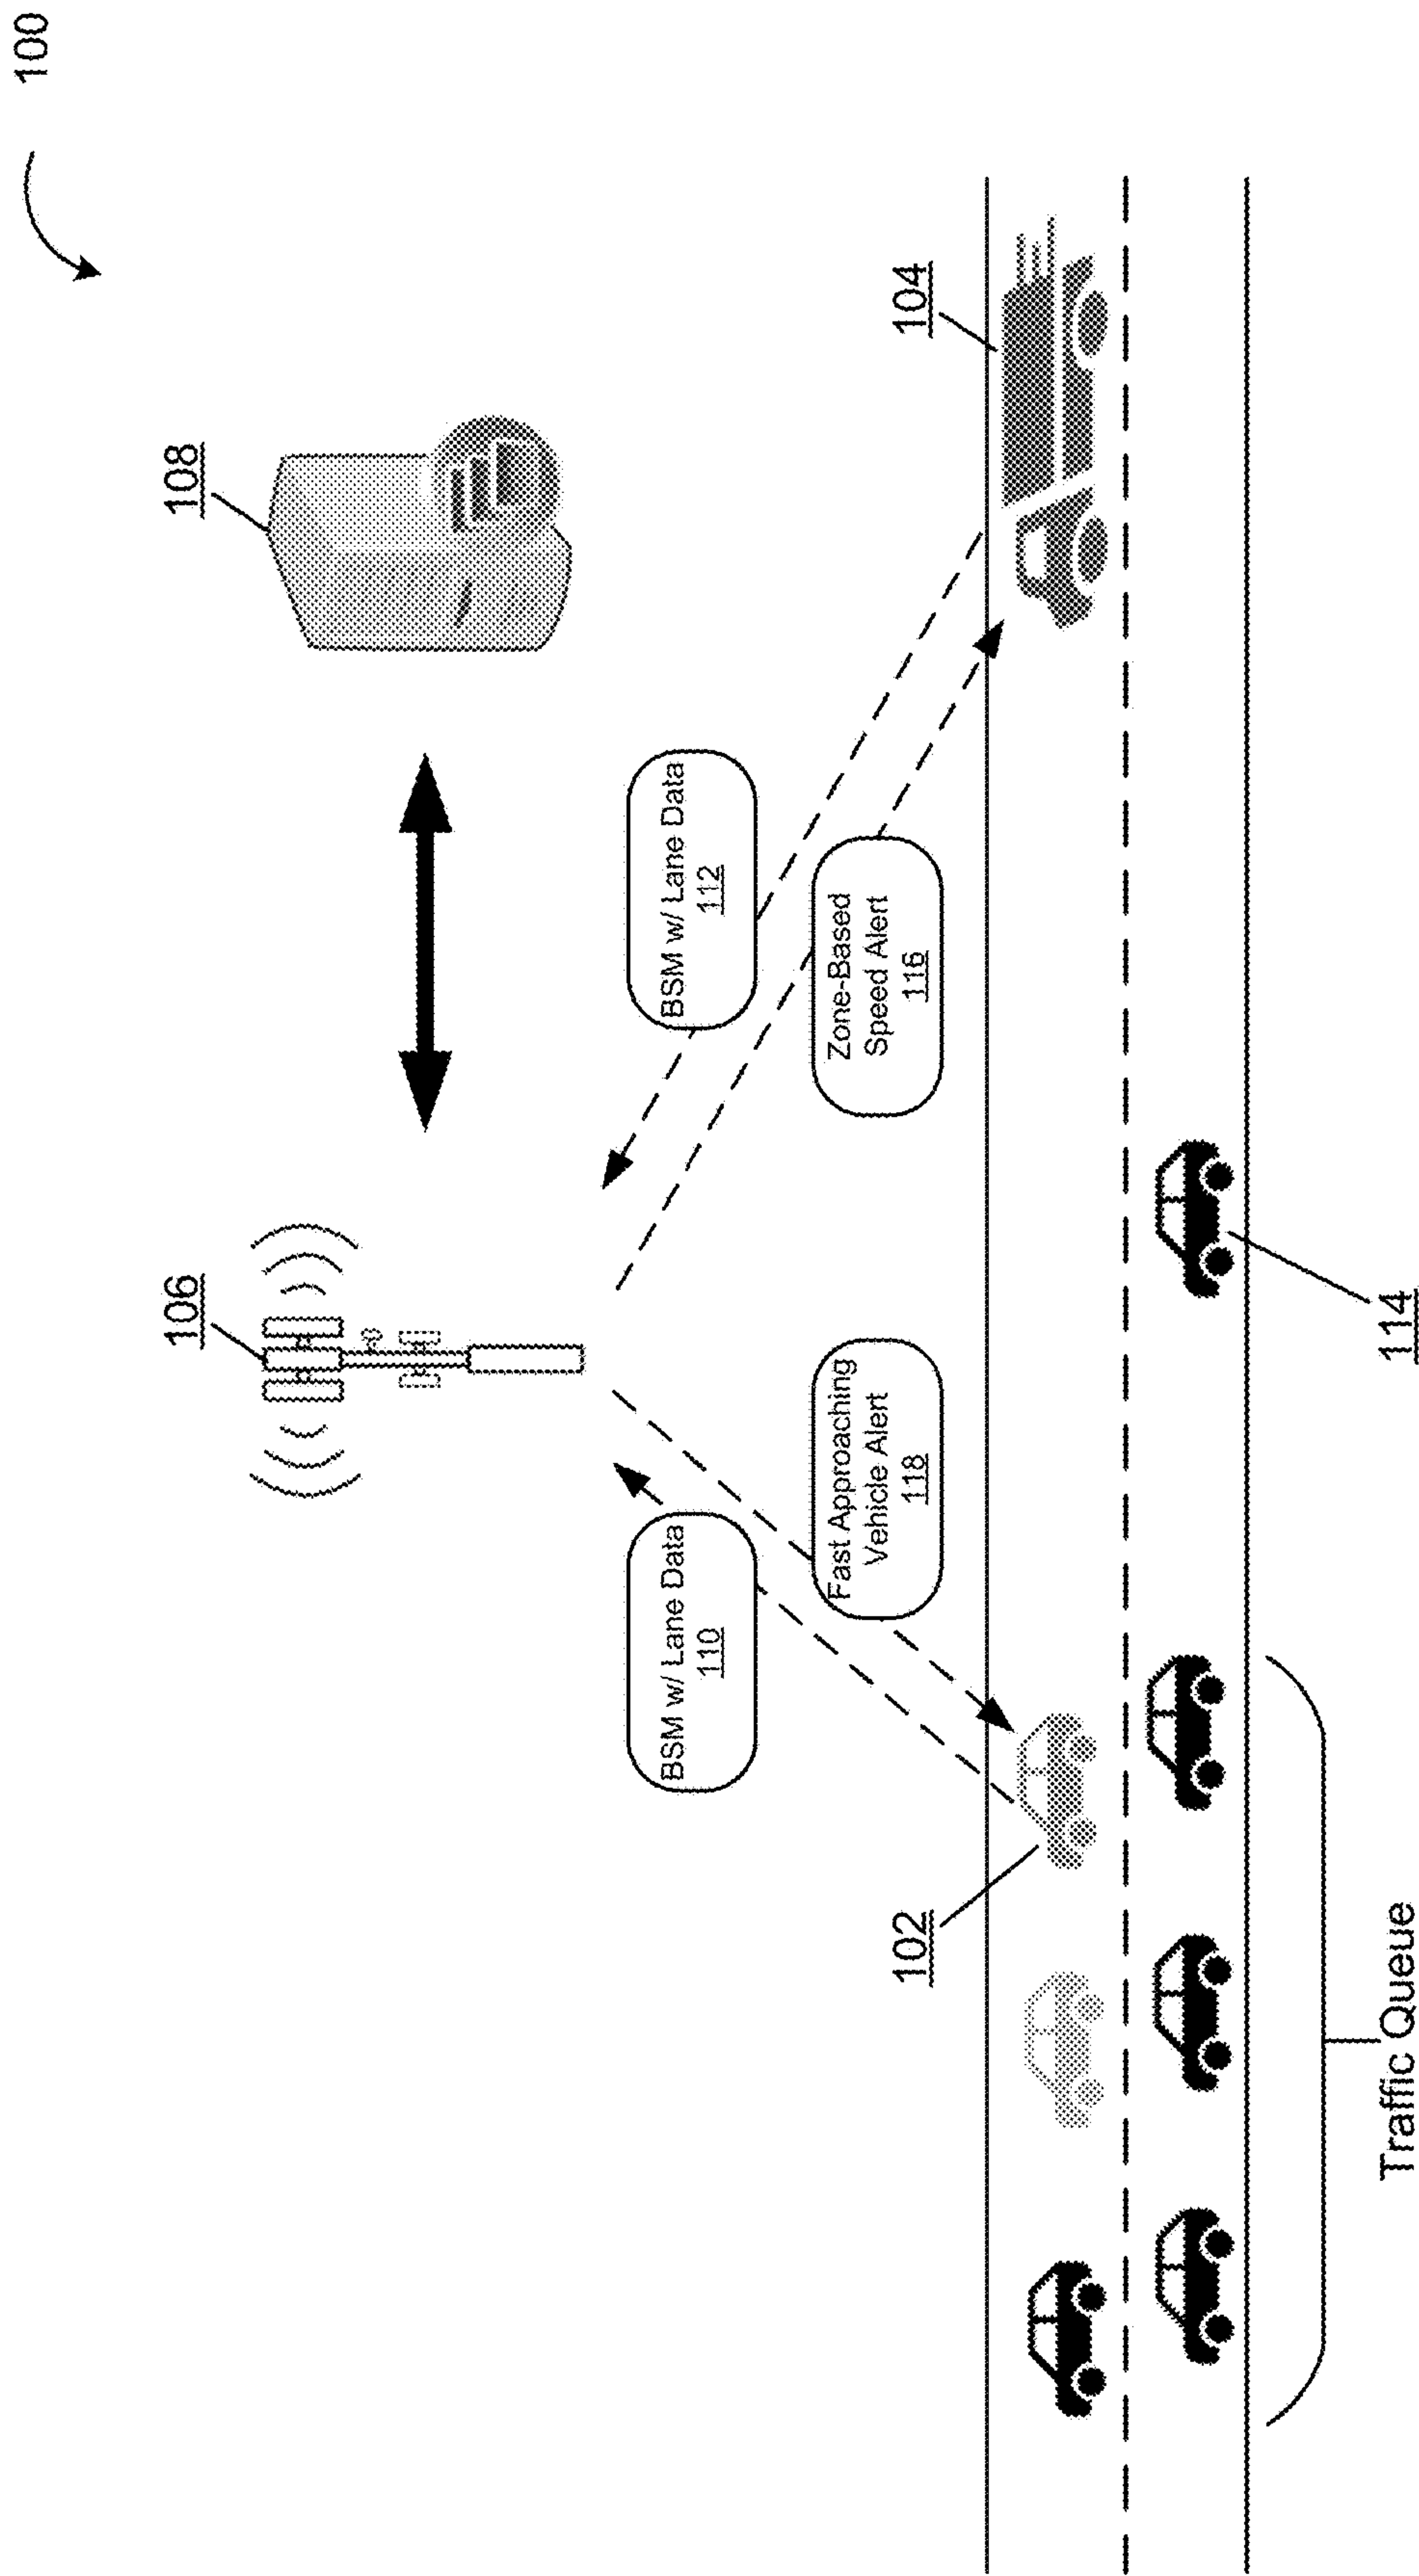 100
106
108
BSM w/ Lane Data
110
BSM w/ Lane Data
112
Fast Approaching
Vehicle Alert
118
Zone-Based
Speed Alert
116
102
104
114
Traffic Queue